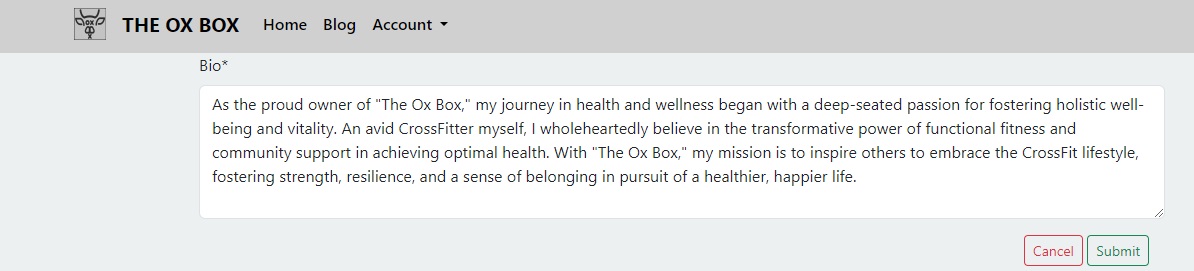 OX
THE OX BOX Home Blog Account
Bio*
As the proud owner of "The Ox Box," my journey in health and wellness began with a deep-seated passion for fostering holistic well-
being and vitality. An avid CrossFitter myself, I wholeheartedly believe in the transformative power of functional fitness and
community support in achieving optimal health. With "The Ox Box," my mission is to inspire others to embrace the CrossFit lifestyle,
fostering strength, resilience, and a sense of belonging in pursuit of a healthier, happier life.
Cancel Submit